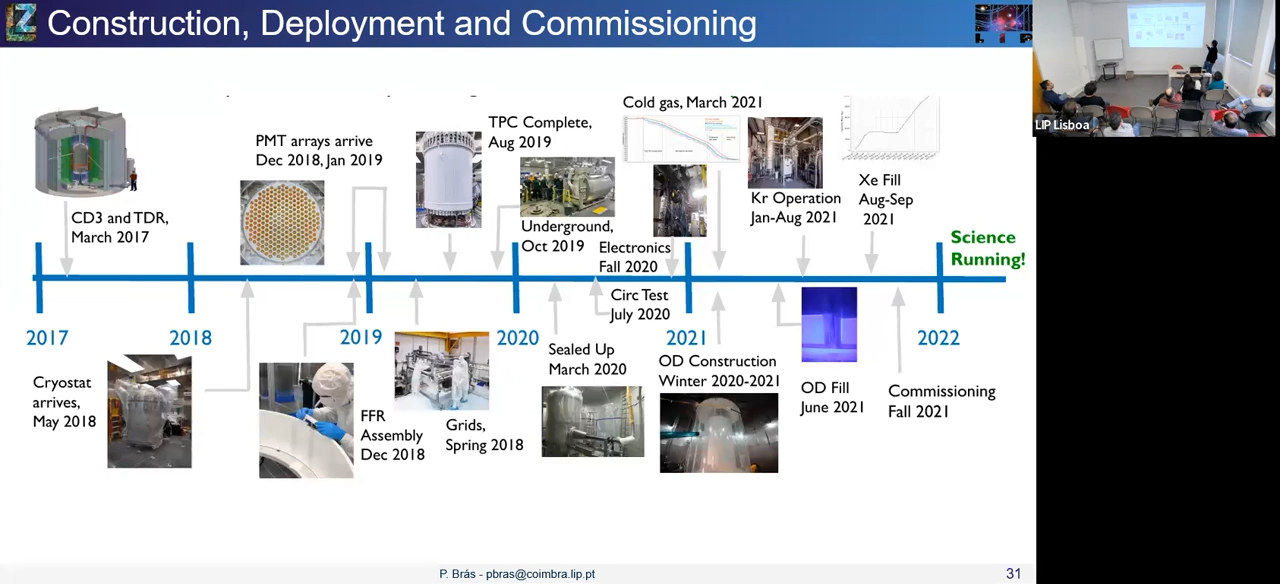 Construction, Deployment and Commissioning
LIP Lisboa
CD3 and TDR,
March 2017
PMT arrays arrive
Dec 2018, Jan 2019
TPC Complete,
Aug 2019
Underground,
Oct 2019
Electronics
Fall 2020
Cold gas, March 2021
Kr Operation
Jan-Aug 2021
Xe Fill
Aug-Sep
2021
Science
Running!
2017
2018
2019
2020
2021
2022
Cryostat
arrives,
May 2018
FFR
Assembly
Dec 2018
Grids,
Spring 2018
Sealed Up
March 2020
Circ Test
July 2020
OD Construction
Winter 2020-2021
OD Fill
June 2021
Commissioning
Fall 2021
P. Brás - pbras@coimbra.lip.pt
31